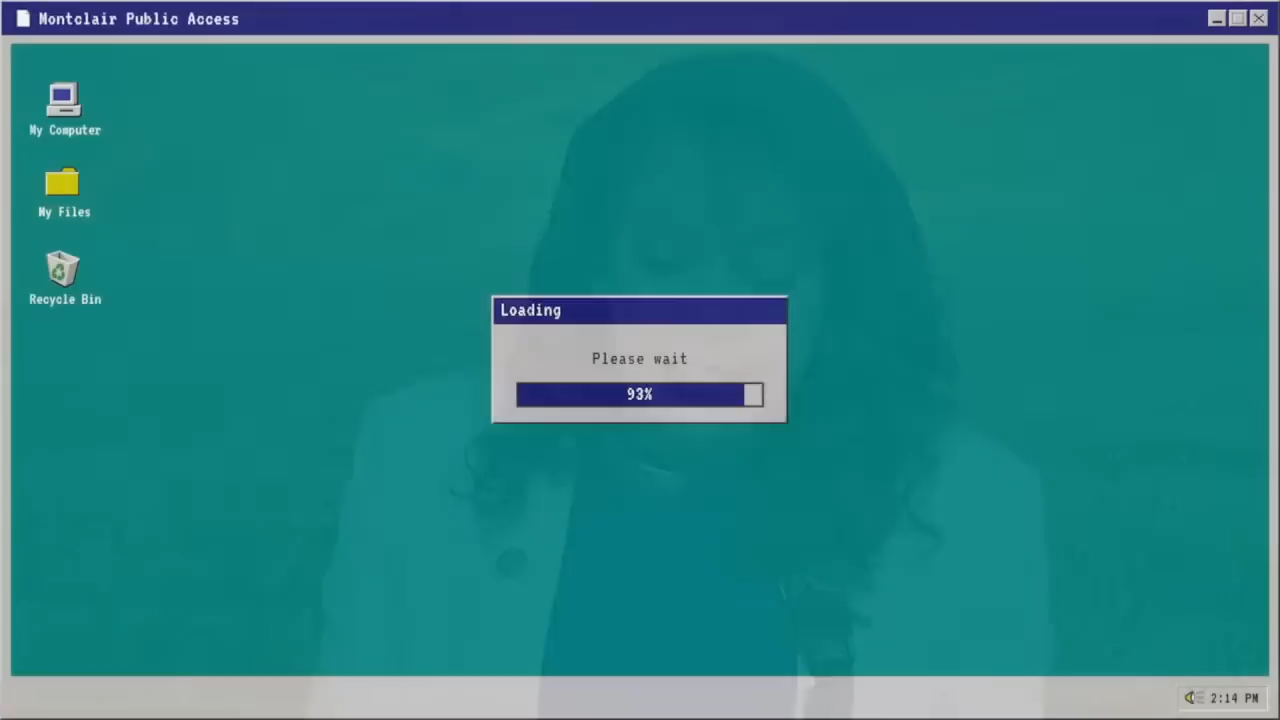 Montclair Public Access
My Computer
My Files
Recycle Bin
Loading
Please wait
93%
2:14 PM